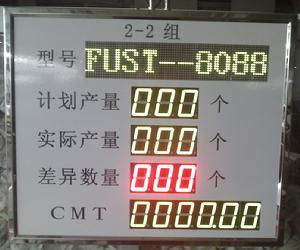 2-2 组
型号 FUST--8088
计划产量 000 个
实际产量 000 个
差异数量 000 个
CMT 0000.00